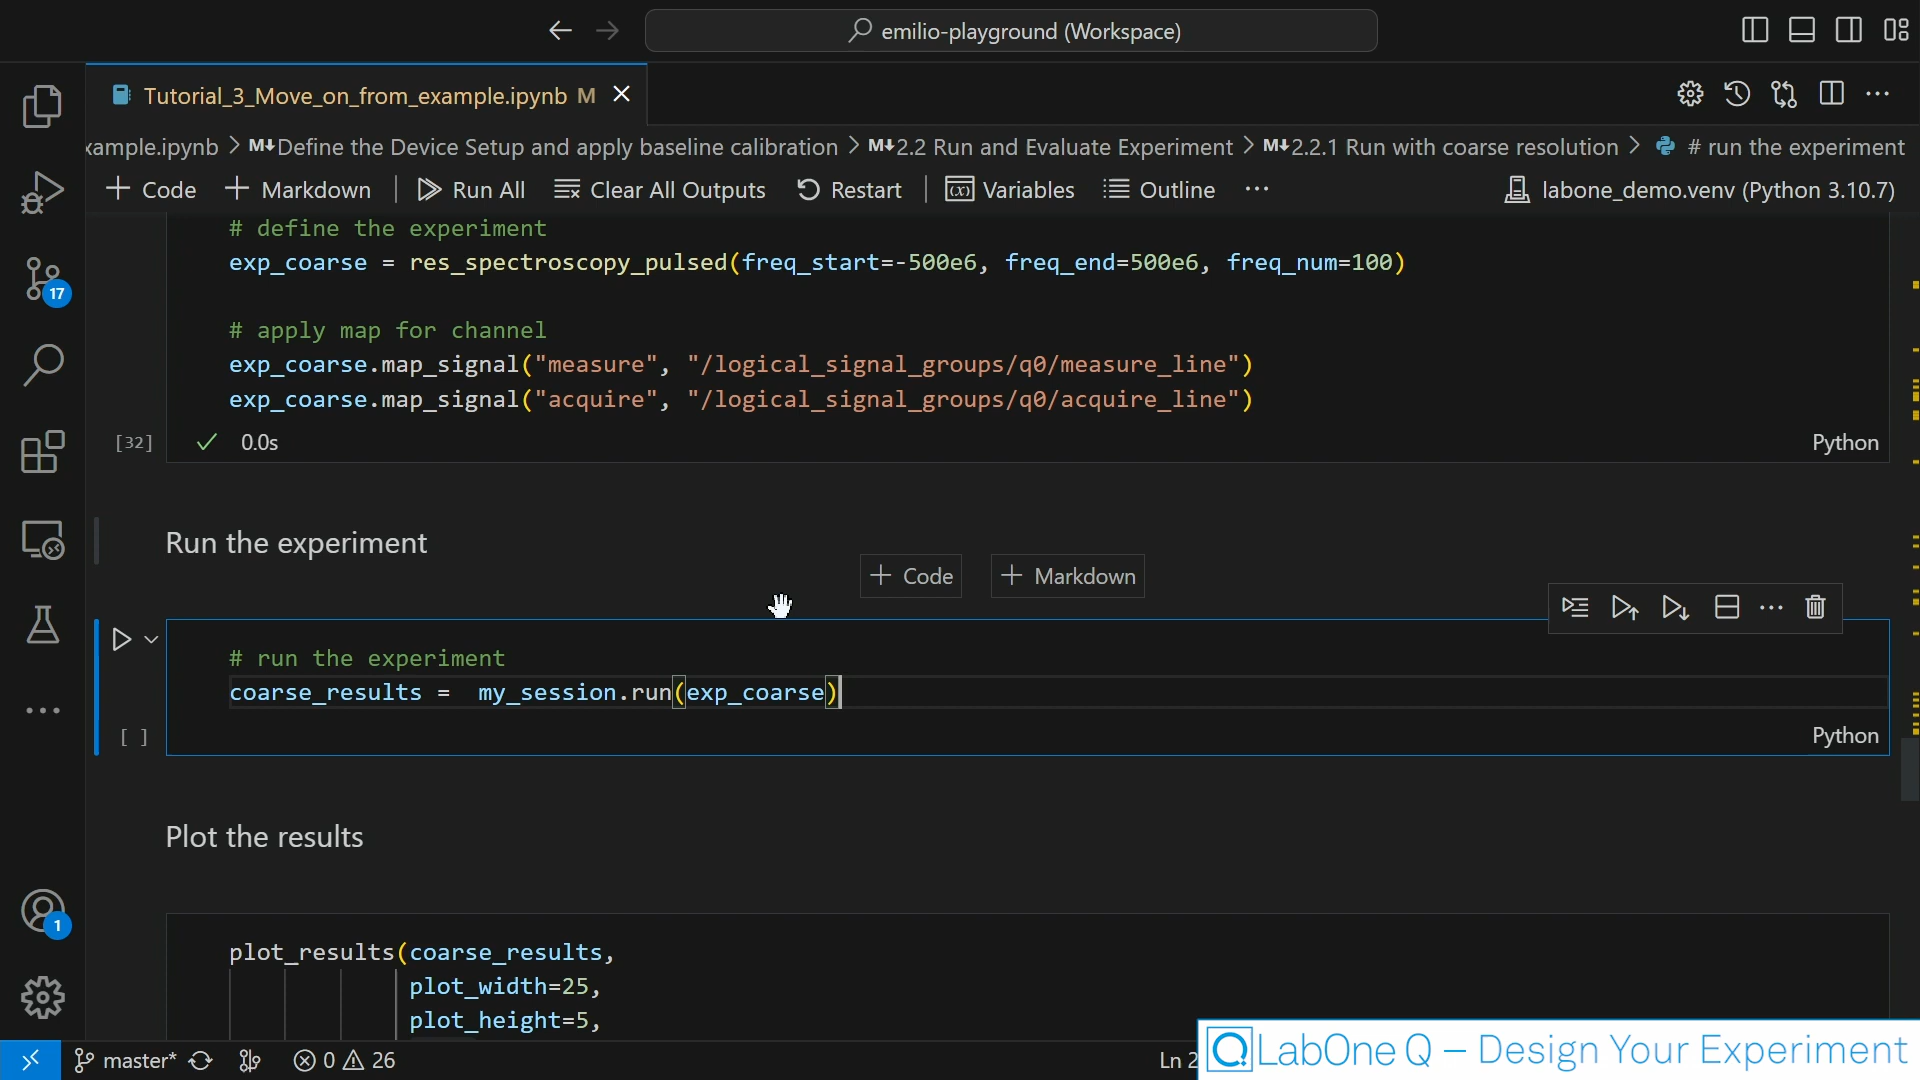 emilio-playground (Workspace)
Tutorial_3_Move_on_from_example.ipynb M
xample.ipynb > M↓Define the Device Setup and apply baseline calibration > M↓2.2 Run and Evaluate Experiment > M↓2.2.1 Run with coarse resolution > # run the experiment
+ Code + Markdown | Run All Clear All Outputs Restart | (x) Variables Outline ··· labone_demo.venv (Python 3.10.7)
# define the experiment
exp_coarse = res_spectroscopy_pulsed(freq_start=-500e6, freq_end=500e6, freq_num=100)
# apply map for channel
exp_coarse.map_signal("measure", "/logical_signal_groups/q0/measure_line")
exp_coarse.map_signal("acquire", "/logical_signal_groups/q0/acquire_line")
[32] ✓ 0.0s Python
17
Run the experiment
+ Code + Markdown
# run the experiment
coarse_results =  my_session.run(exp_coarse)
[ ] Python
Plot the results
1
plot_results(coarse_results,
plot_width=25,
plot_height=5,
master* 0 26 Ln 2
LabOne Q – Design Your Experiment